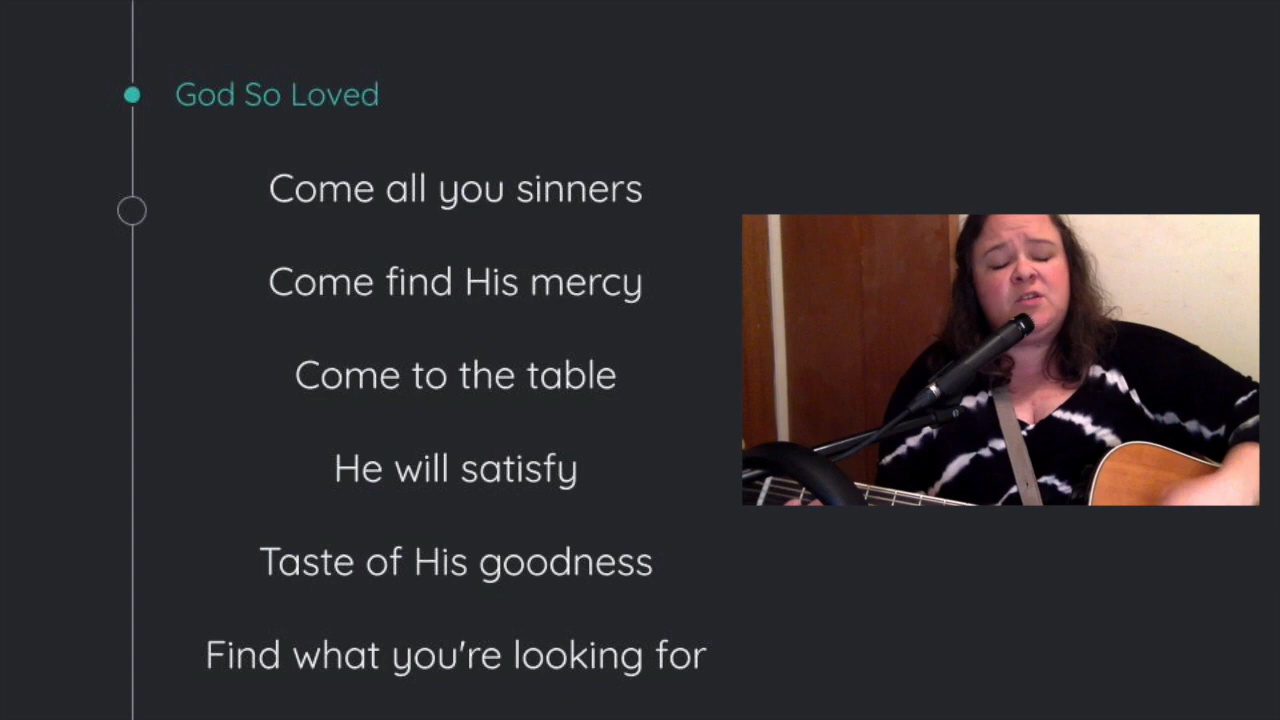 God So Loved
Come all you sinners
Come find His mercy
Come to the table
He will satisfy
Taste of His goodness
Find what you're looking for